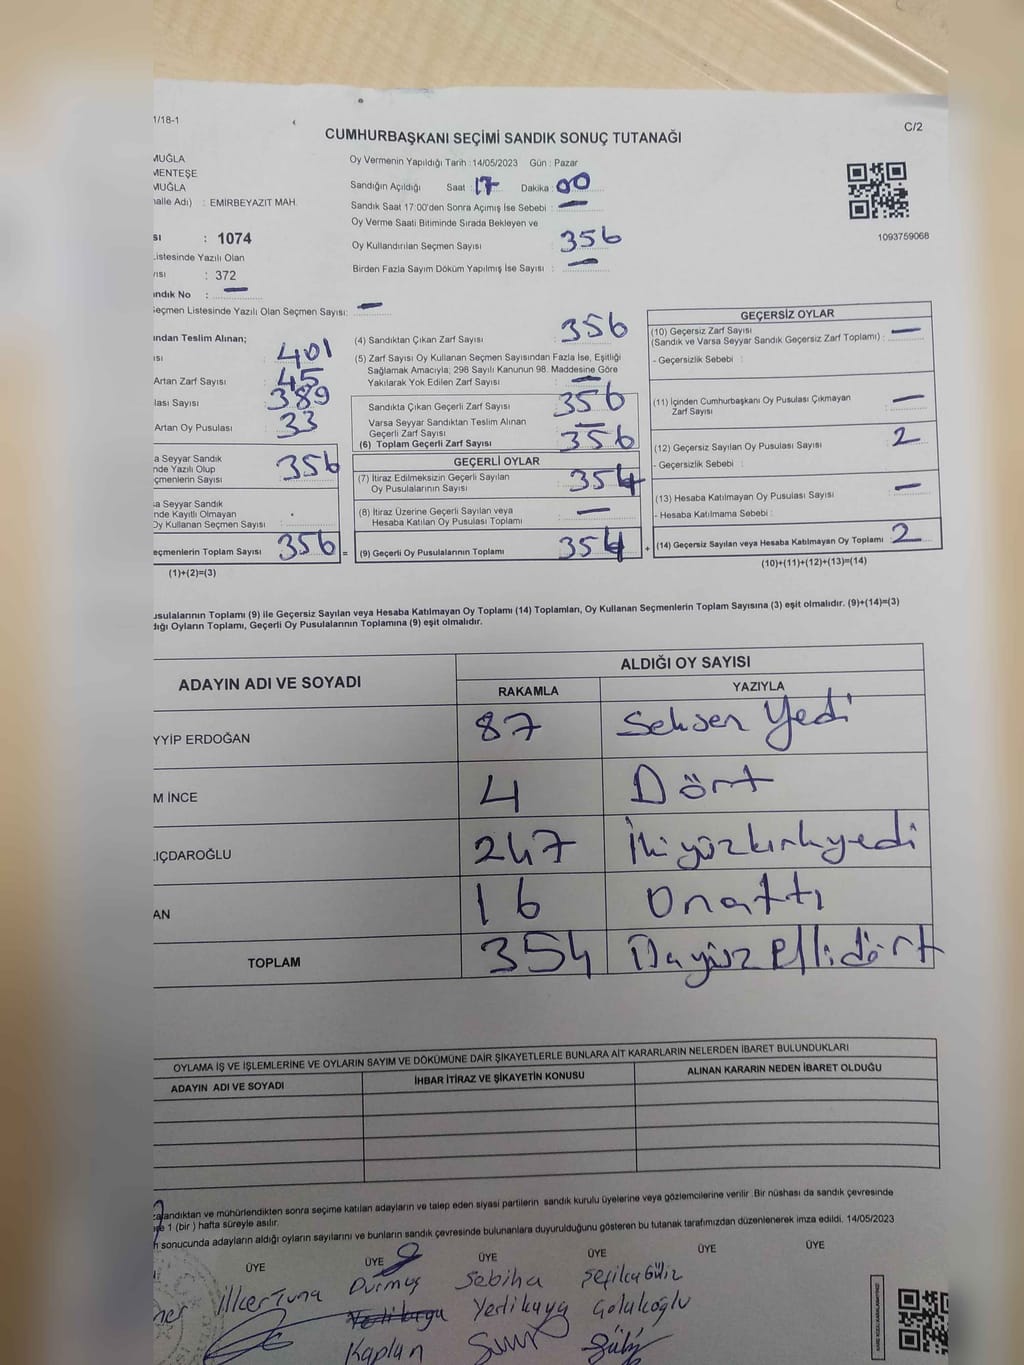 1/18-1
C/2
CUMHURBAŞKANI SEÇİMİ SANDIK SONUÇ TUTANAĞI
MUĞLA
MENTEŞE
MUĞLA
halle Adı) : EMİRBEYAZIT MAH.
Oy Vermenin Yapıldığı Tarih : 14/05/2023 Gün : Pazar
Sandığın Açıldığı Saat : 17 Dakika : 00
Sandık Saat 17:00'den Sonra Açımış İse Sebebi : —
Oy Verme Saati Bitiminde Sırada Bekleyen ve
Oy Kullandırılan Seçmen Sayısı : 356
Birden Fazla Sayım Döküm Yapılmış İse Sayısı : —
1093759068
sı : 1074
Listesinde Yazılı Olan
yısı : 372
andık No : —
Seçmen Listesinde Yazılı Olan Seçmen Sayısı: —
ından Teslim Alınan;
sı 401
Artan Zarf Sayısı 45
lası Sayısı 389
Artan Oy Pusulası 33
a Seyyar Sandık
nde Yazılı Olup
çmenlerin Sayısı 356
sa Seyyar Sandık
nde Kayıtlı Olmayan
Oy Kullanan Seçmen Sayısı :
eçmenlerin Toplam Sayısı 356 =
(1)+(2)=(3)
(4) Sandıktan Çıkan Zarf Sayısı : 356
(5) Zarf Sayısı Oy Kullanan Seçmen Sayısından Fazla İse, Eşitliği
Sağlamak Amacıyla, 298 Sayılı Kanunun 98. Maddesine Göre
Yakılarak Yok Edilen Zarf Sayısı : —
Sandıkta Çıkan Geçerli Zarf Sayısı : 356
Varsa Seyyar Sandıktan Teslim Alınan
Geçerli Zarf Sayısı : —
(6) Toplam Geçerli Zarf Sayısı : 356
GEÇERLİ OYLAR
(7) İtiraz Edilmeksizin Geçerli Sayılan
Oy Pusulalarının Sayısı : 354
(8) İtiraz Üzerine Geçerli Sayılan veya
Hesaba Katılan Oy Pusulası Toplamı : —
(9) Geçerli Oy Pusulalarının Toplamı : 354 +
GEÇERSİZ OYLAR
(10) Geçersiz Zarf Sayısı
(Sandık ve Varsa Seyyar Sandık Geçersiz Zarf Toplamı) : —
- Geçersizlik Sebebi :
(11) İçinden Cumhurbaşkanı Oy Pusulası Çıkmayan
Zarf Sayısı : —
(12) Geçersiz Sayılan Oy Pusulası Sayısı : 2
- Geçersizlik Sebebi :
(13) Hesaba Katılmayan Oy Pusulası Sayısı : —
- Hesaba Katılmama Sebebi :
(14) Geçersiz Sayılan veya Hesaba Katılmayan Oy Toplamı : 2
(10)+(11)+(12)+(13)=(14)
usulalarının Toplamı (9) ile Geçersiz Sayılan veya Hesaba Katılmayan Oy Toplamı (14) Toplamları, Oy Kullanan Seçmenlerin Toplam Sayısına (3) eşit olmalıdır. (9)+(14)=(3)
dığı Oyların Toplamı, Geçerli Oy Pusulalarının Toplamına (9) eşit olmalıdır.
ADAYIN ADI VE SOYADI
ALDIĞI OY SAYISI
RAKAMLA YAZIYLA
YYİP ERDOĞAN 87 Seksen Yedi
M İNCE 4 Dört
LIÇDAROĞLU 247 İkiyüzkırkyedi
AN 16 Onaltı
TOPLAM 354 Üçyüz Ellidört
OYLAMA İŞ VE İŞLEMLERİNE VE OYLARIN SAYIM VE DÖKÜMÜNE DAİR ŞİKAYETLERLE BUNLARA AİT KARARLARIN NELERDEN İBARET BULUNDUKLARI
ADAYIN ADI VE SOYADI İHBAR İTİRAZ VE ŞİKAYETİN KONUSU ALINAN KARARIN NEDEN İBARET OLDUĞU
zalandıktan ve mühürlendikten sonra seçime katılan adayların ve talep eden siyasi partilerin sandık kurulu üyelerine veya gözlemcilerine verilir .Bir nüshası da sandık çevresinde
1 (bir ) hafta süreyle asılır.
sonucunda adayların aldığı oyların sayılarını ve bunların sandık çevresinde bulunanlara duyurulduğunu gösteren bu tutanak tarafımızdan düzenlenerek imza edildi. 14/05/2023
ÜYE ÜYE ÜYE ÜYE ÜYE ÜYE
İlker Tuna Durmuş Sebiha
Kaplan Yerlikaya